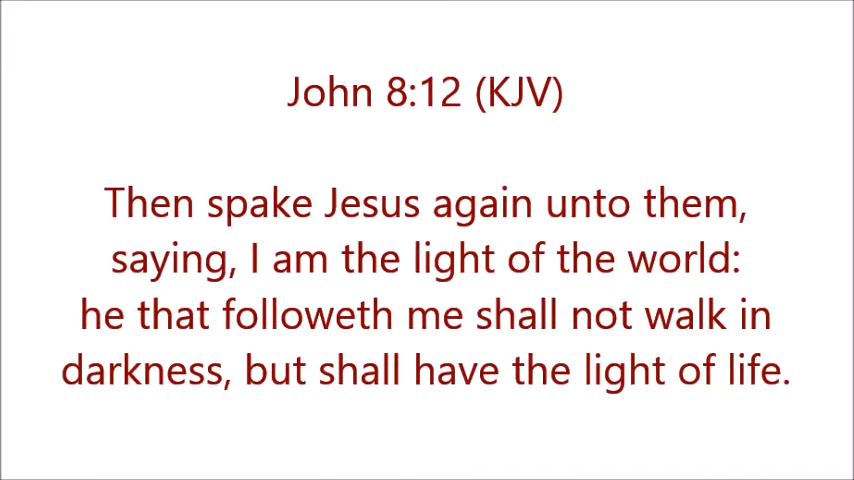 John 8:12 (KJV)
Then spake Jesus again unto them,
saying, I am the light of the world:
he that followeth me shall not walk in
darkness, but shall have the light of life.